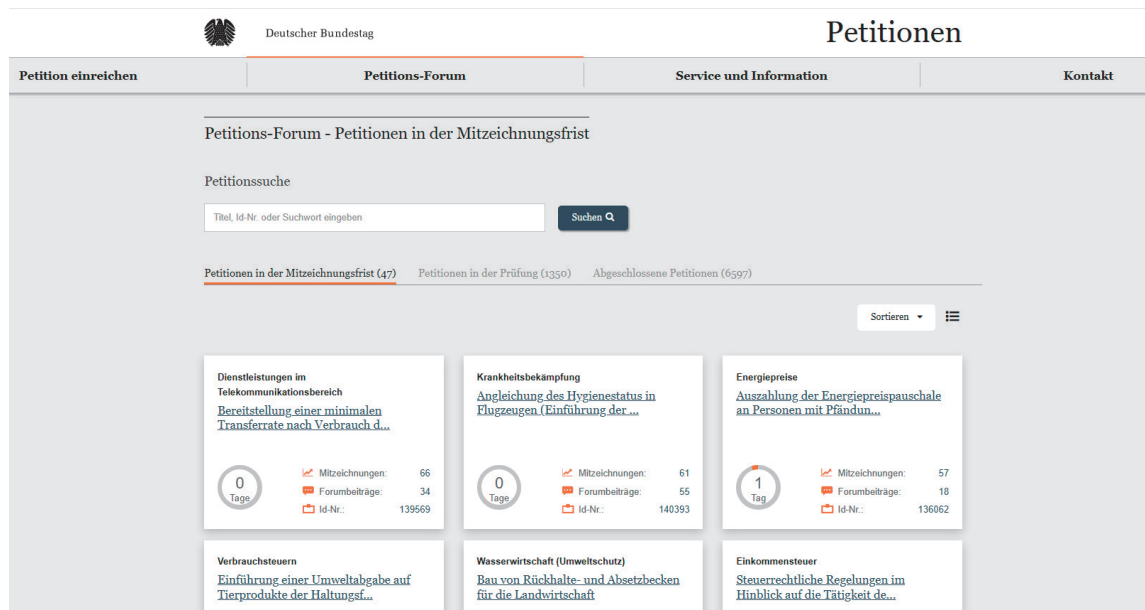 Deutscher Bundestag
Petitionen
Petition einreichen
Petitions-Forum
Service und Information
Kontakt
Petitions-Forum - Petitionen in der Mitzeichnungsfrist
Petitionssuche
Titel, Id-Nr. oder Suchwort eingeben
Suchen
Petitionen in der Mitzeichnungsfrist (47)
Petitionen in der Prüfung (1350)
Abgeschlossene Petitionen (6597)
Sortieren
Dienstleistungen im
Telekommunikationsbereich
Bereitstellung einer minimalen
Transferrate nach Verbrauch d...
0
Tage
Mitzeichnungen: 66
Forumbeiträge: 34
Id-Nr.: 139569
Krankheitsbekämpfung
Angleichung des Hygienestatus in
Flugzeugen (Einführung der ...
0
Tage
Mitzeichnungen: 61
Forumbeiträge: 55
Id-Nr.: 140393
Energiepreise
Auszahlung der Energiepreispauschale
an Personen mit Pfändun...
1
Tag
Mitzeichnungen: 57
Forumbeiträge: 18
Id-Nr.: 136062
Verbrauchsteuern
Einführung einer Umweltabgabe auf
Tierprodukte der Haltungsf...
Wasserwirtschaft (Umweltschutz)
Bau von Rückhalte- und Absetzbecken
für die Landwirtschaft
Einkommensteuer
Steuerrechtliche Regelungen im
Hinblick auf die Tätigkeit de...